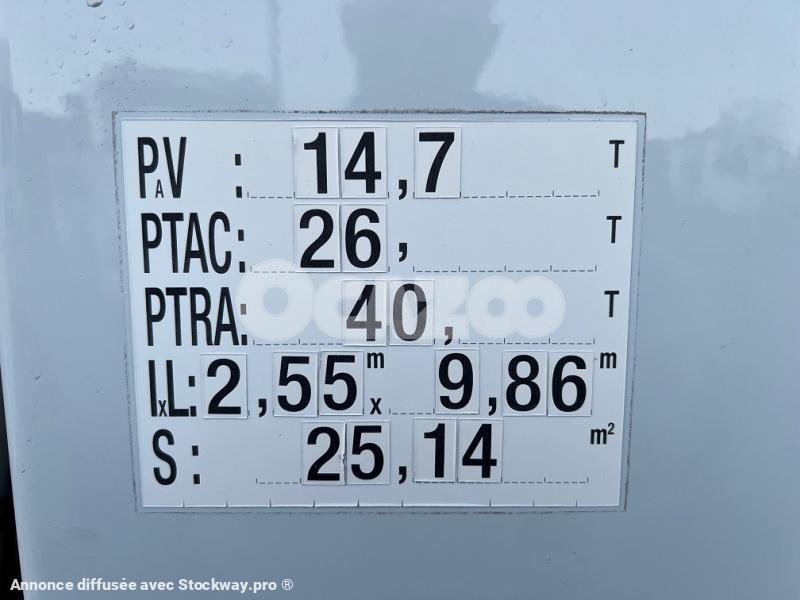 PAV : 14,7 T
PTAC: 26, T
PTRA: 40, T
IxL: 2,55 m x 9,86 m
S : 25,14 m²
Ocazoo
Annonce diffusée avec Stockway.pro ®